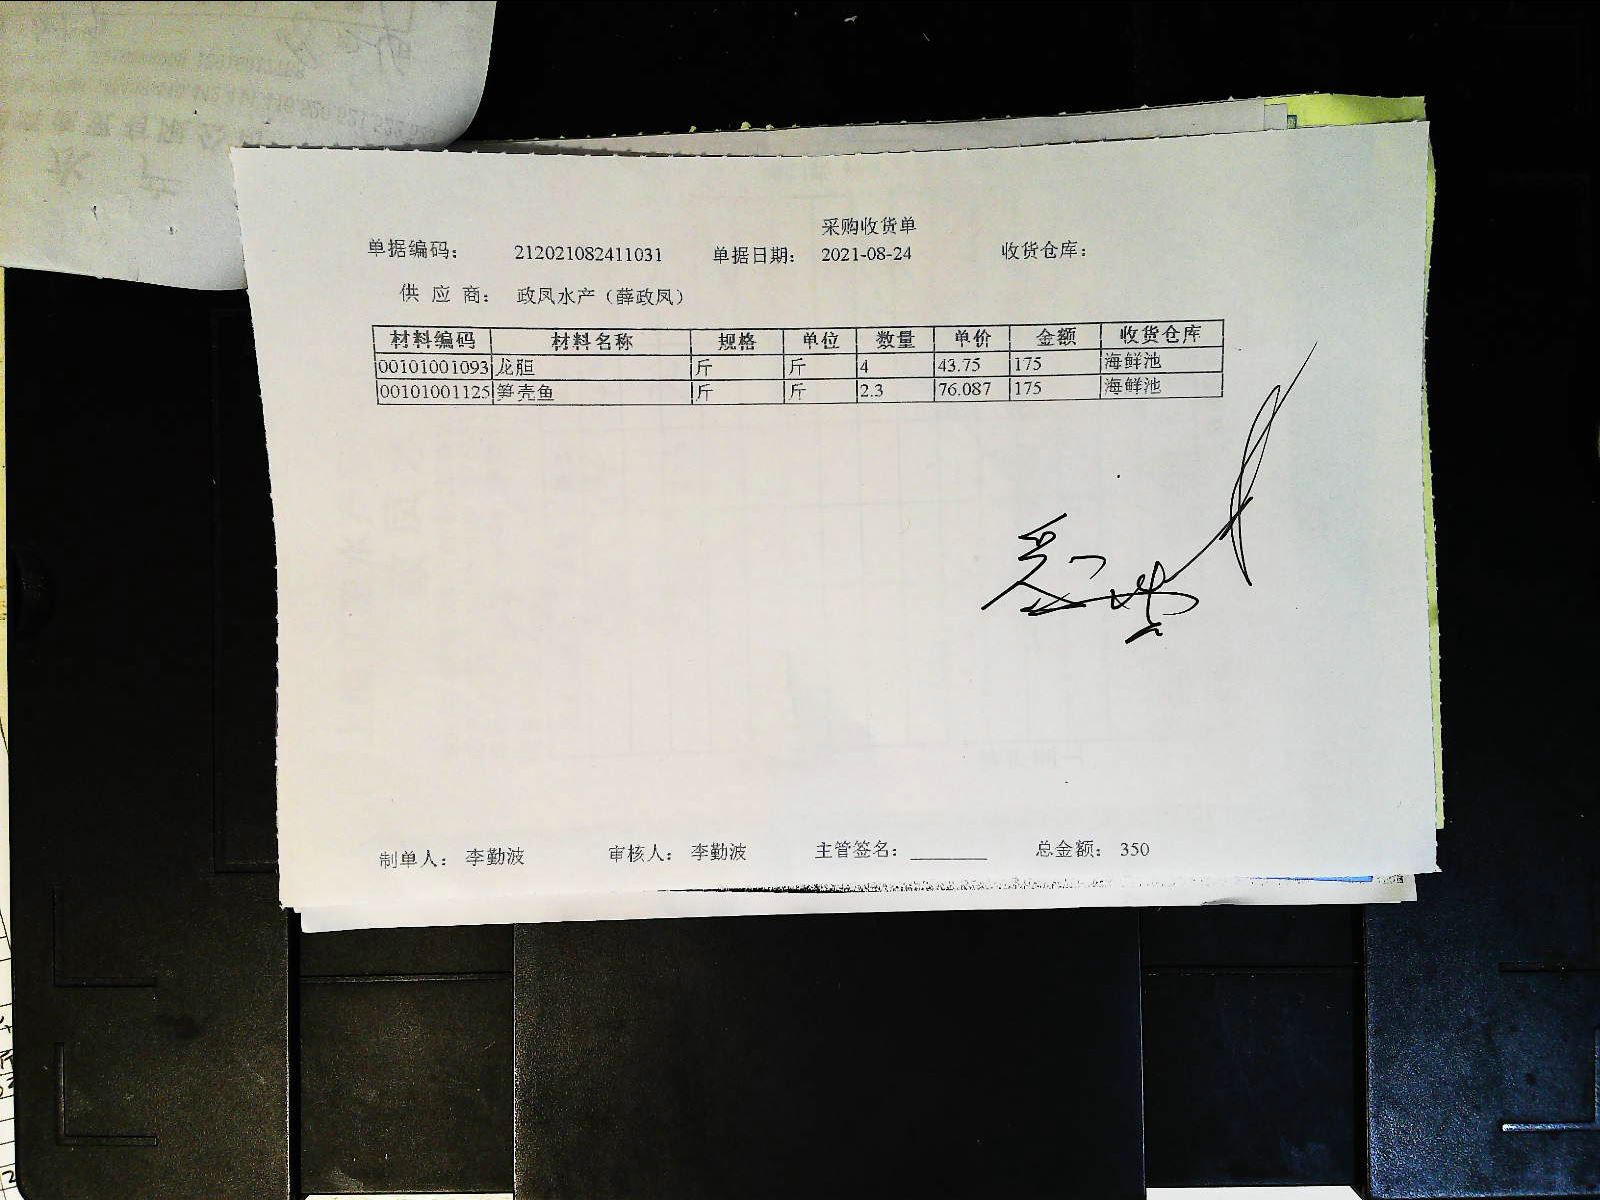 采购收货单
单据编码： 212021082411031 单据日期： 2021-08-24 收货仓库：
供 应 商： 政凤水产（薛政凤）
材料编码 材料名称 规格 单位 数量 单价 金额 收货仓库
00101001093 龙胆 斤 斤 4 43.75 175 海鲜池
00101001125 笋壳鱼 斤 斤 2.3 76.087 175 海鲜池
制单人： 李勤波 审核人： 李勤波 主管签名： 总金额： 350